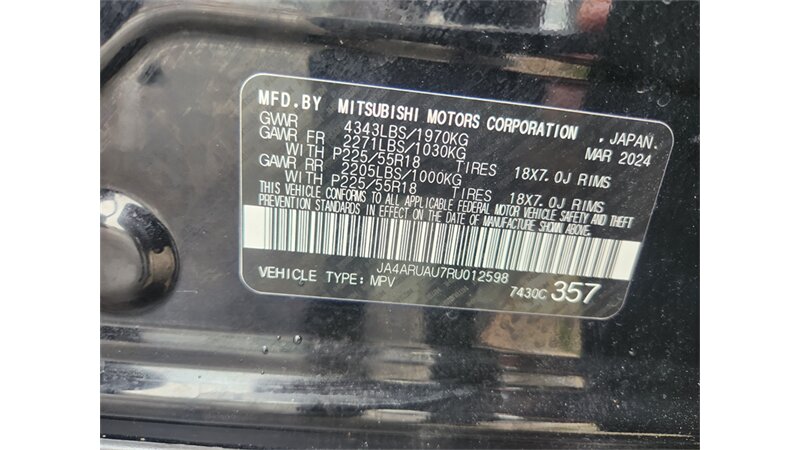 MFD.BY MITSUBISHI MOTORS CORPORATION , JAPAN.
GVWR 4343LBS/1970KG MAR 2024
GAWR FR 2271LBS/1030KG
WITH P225/55R18 TIRES 18X7.0J RIMS
GAWR RR 2205LBS/1000KG
WITH P225/55R18 TIRES 18X7.0J RIMS
THIS VEHICLE CONFORMS TO ALL APPLICABLE FEDERAL MOTOR VEHICLE SAFETY AND THEFT
PREVENTION STANDARDS IN EFFECT ON THE DATE OF MANUFACTURE SHOWN ABOVE.
JA4ARUAU7RU012598
VEHICLE TYPE:MPV 7430C 357